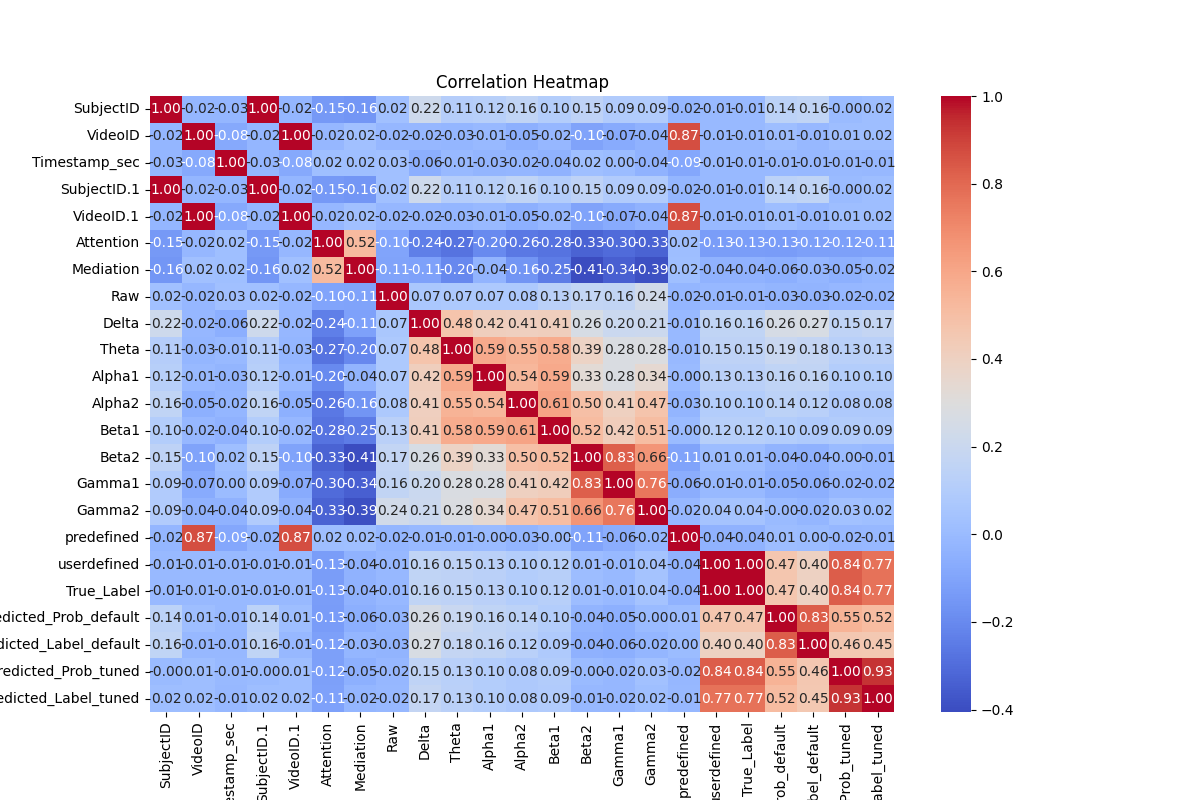 Correlation Heatmap
SubjectID 1.00 -0.02 -0.03 1.00 -0.02 -0.15 -0.16 0.02 0.22 0.11 0.12 0.16 0.10 0.15 0.09 0.09 -0.02 -0.01 -0.01 0.14 0.16 -0.00 0.02
VideoID -0.02 1.00 -0.08 -0.02 1.00 -0.02 0.02 -0.02 -0.02 -0.03 -0.01 -0.05 -0.02 -0.10 -0.07 -0.04 0.87 -0.01 -0.01 0.01 -0.01 0.01 0.02
Timestamp_sec -0.03 -0.08 1.00 -0.03 -0.08 0.02 0.02 0.03 -0.06 -0.01 -0.03 -0.02 -0.04 0.02 0.00 -0.04 -0.09 -0.01 -0.01 -0.01 -0.01 -0.01 -0.01
SubjectID.1 1.00 -0.02 -0.03 1.00 -0.02 -0.15 -0.16 0.02 0.22 0.11 0.12 0.16 0.10 0.15 0.09 0.09 -0.02 -0.01 -0.01 0.14 0.16 -0.00 0.02
VideoID.1 -0.02 1.00 -0.08 -0.02 1.00 -0.02 0.02 -0.02 -0.02 -0.03 -0.01 -0.05 -0.02 -0.10 -0.07 -0.04 0.87 -0.01 -0.01 0.01 -0.01 0.01 0.02
Attention -0.15 -0.02 0.02 -0.15 -0.02 1.00 0.52 -0.10 -0.24 -0.27 -0.20 -0.26 -0.28 -0.33 -0.30 -0.33 0.02 -0.13 -0.13 -0.13 -0.12 -0.12 -0.11
Mediation -0.16 0.02 0.02 -0.16 0.02 0.52 1.00 -0.11 -0.11 -0.20 -0.04 -0.16 -0.25 -0.41 -0.34 -0.39 0.02 -0.04 -0.04 -0.06 -0.03 -0.05 -0.02
Raw 0.02 -0.02 0.03 0.02 -0.02 -0.10 -0.11 1.00 0.07 0.07 0.07 0.08 0.13 0.17 0.16 0.24 -0.02 -0.01 -0.01 -0.03 -0.03 -0.02 -0.02
Delta 0.22 -0.02 -0.06 0.22 -0.02 -0.24 -0.11 0.07 1.00 0.48 0.42 0.41 0.41 0.26 0.20 0.21 -0.01 0.16 0.16 0.26 0.27 0.15 0.17
Theta 0.11 -0.03 -0.01 0.11 -0.03 -0.27 -0.20 0.07 0.48 1.00 0.59 0.55 0.58 0.39 0.28 0.28 -0.01 0.15 0.15 0.19 0.18 0.13 0.13
Alpha1 0.12 -0.01 -0.03 0.12 -0.01 -0.20 -0.04 0.07 0.42 0.59 1.00 0.54 0.59 0.33 0.28 0.34 -0.00 0.13 0.13 0.16 0.16 0.10 0.10
Alpha2 0.16 -0.05 -0.02 0.16 -0.05 -0.26 -0.16 0.08 0.41 0.55 0.54 1.00 0.61 0.50 0.41 0.47 -0.03 0.10 0.10 0.14 0.12 0.08 0.08
Beta1 0.10 -0.02 -0.04 0.10 -0.02 -0.28 -0.25 0.13 0.41 0.58 0.59 0.61 1.00 0.52 0.42 0.51 -0.00 0.12 0.12 0.10 0.09 0.09 0.09
Beta2 0.15 -0.10 0.02 0.15 -0.10 -0.33 -0.41 0.17 0.26 0.39 0.33 0.50 0.52 1.00 0.83 0.66 -0.11 0.01 0.01 -0.04 -0.04 -0.00 -0.01
Gamma1 0.09 -0.07 0.00 0.09 -0.07 -0.30 -0.34 0.16 0.20 0.28 0.28 0.41 0.42 0.83 1.00 0.76 -0.06 -0.01 -0.01 -0.05 -0.06 -0.02 -0.02
Gamma2 0.09 -0.04 -0.04 0.09 -0.04 -0.33 -0.39 0.24 0.21 0.28 0.34 0.47 0.51 0.66 0.76 1.00 -0.02 0.04 0.04 -0.00 -0.02 0.03 0.02
predefined -0.02 0.87 -0.09 -0.02 0.87 0.02 0.02 -0.02 -0.01 -0.01 -0.00 -0.03 -0.00 -0.11 -0.06 -0.02 1.00 -0.04 -0.04 0.01 0.00 -0.02 -0.01
userdefined -0.01 -0.01 -0.01 -0.01 -0.01 -0.13 -0.04 -0.01 0.16 0.15 0.13 0.10 0.12 0.01 -0.01 0.04 -0.04 1.00 1.00 0.47 0.40 0.84 0.77
True_Label -0.01 -0.01 -0.01 -0.01 -0.01 -0.13 -0.04 -0.01 0.16 0.15 0.13 0.10 0.12 0.01 -0.01 0.04 -0.04 1.00 1.00 0.47 0.40 0.84 0.77
edicted_Prob_default 0.14 0.01 -0.01 0.14 0.01 -0.13 -0.06 -0.03 0.26 0.19 0.16 0.14 0.10 -0.04 -0.05 -0.00 0.01 0.47 0.47 1.00 0.83 0.55 0.52
edicted_Label_default 0.16 -0.01 -0.01 0.16 -0.01 -0.12 -0.03 -0.03 0.27 0.18 0.16 0.12 0.09 -0.04 -0.06 -0.02 0.00 0.40 0.40 0.83 1.00 0.46 0.45
redicted_Prob_tuned -0.00 0.01 -0.01 -0.00 0.01 -0.12 -0.05 -0.02 0.15 0.13 0.10 0.08 0.09 -0.00 -0.02 0.03 -0.02 0.84 0.84 0.55 0.46 1.00 0.93
edicted_Label_tuned 0.02 0.02 -0.01 0.02 0.02 -0.11 -0.02 -0.02 0.17 0.13 0.10 0.08 0.09 -0.01 -0.02 0.02 -0.01 0.77 0.77 0.52 0.45 0.93 1.00
SubjectID
VideoID
estamp_sec
SubjectID.1
VideoID.1
Attention
Mediation
Raw
Delta
Theta
Alpha1
Alpha2
Beta1
Beta2
Gamma1
Gamma2
predefined
userdefined
True_Label
rob_default
bel_default
Prob_tuned
abel_tuned
1.0
0.8
0.6
0.4
0.2
0.0
−0.2
−0.4